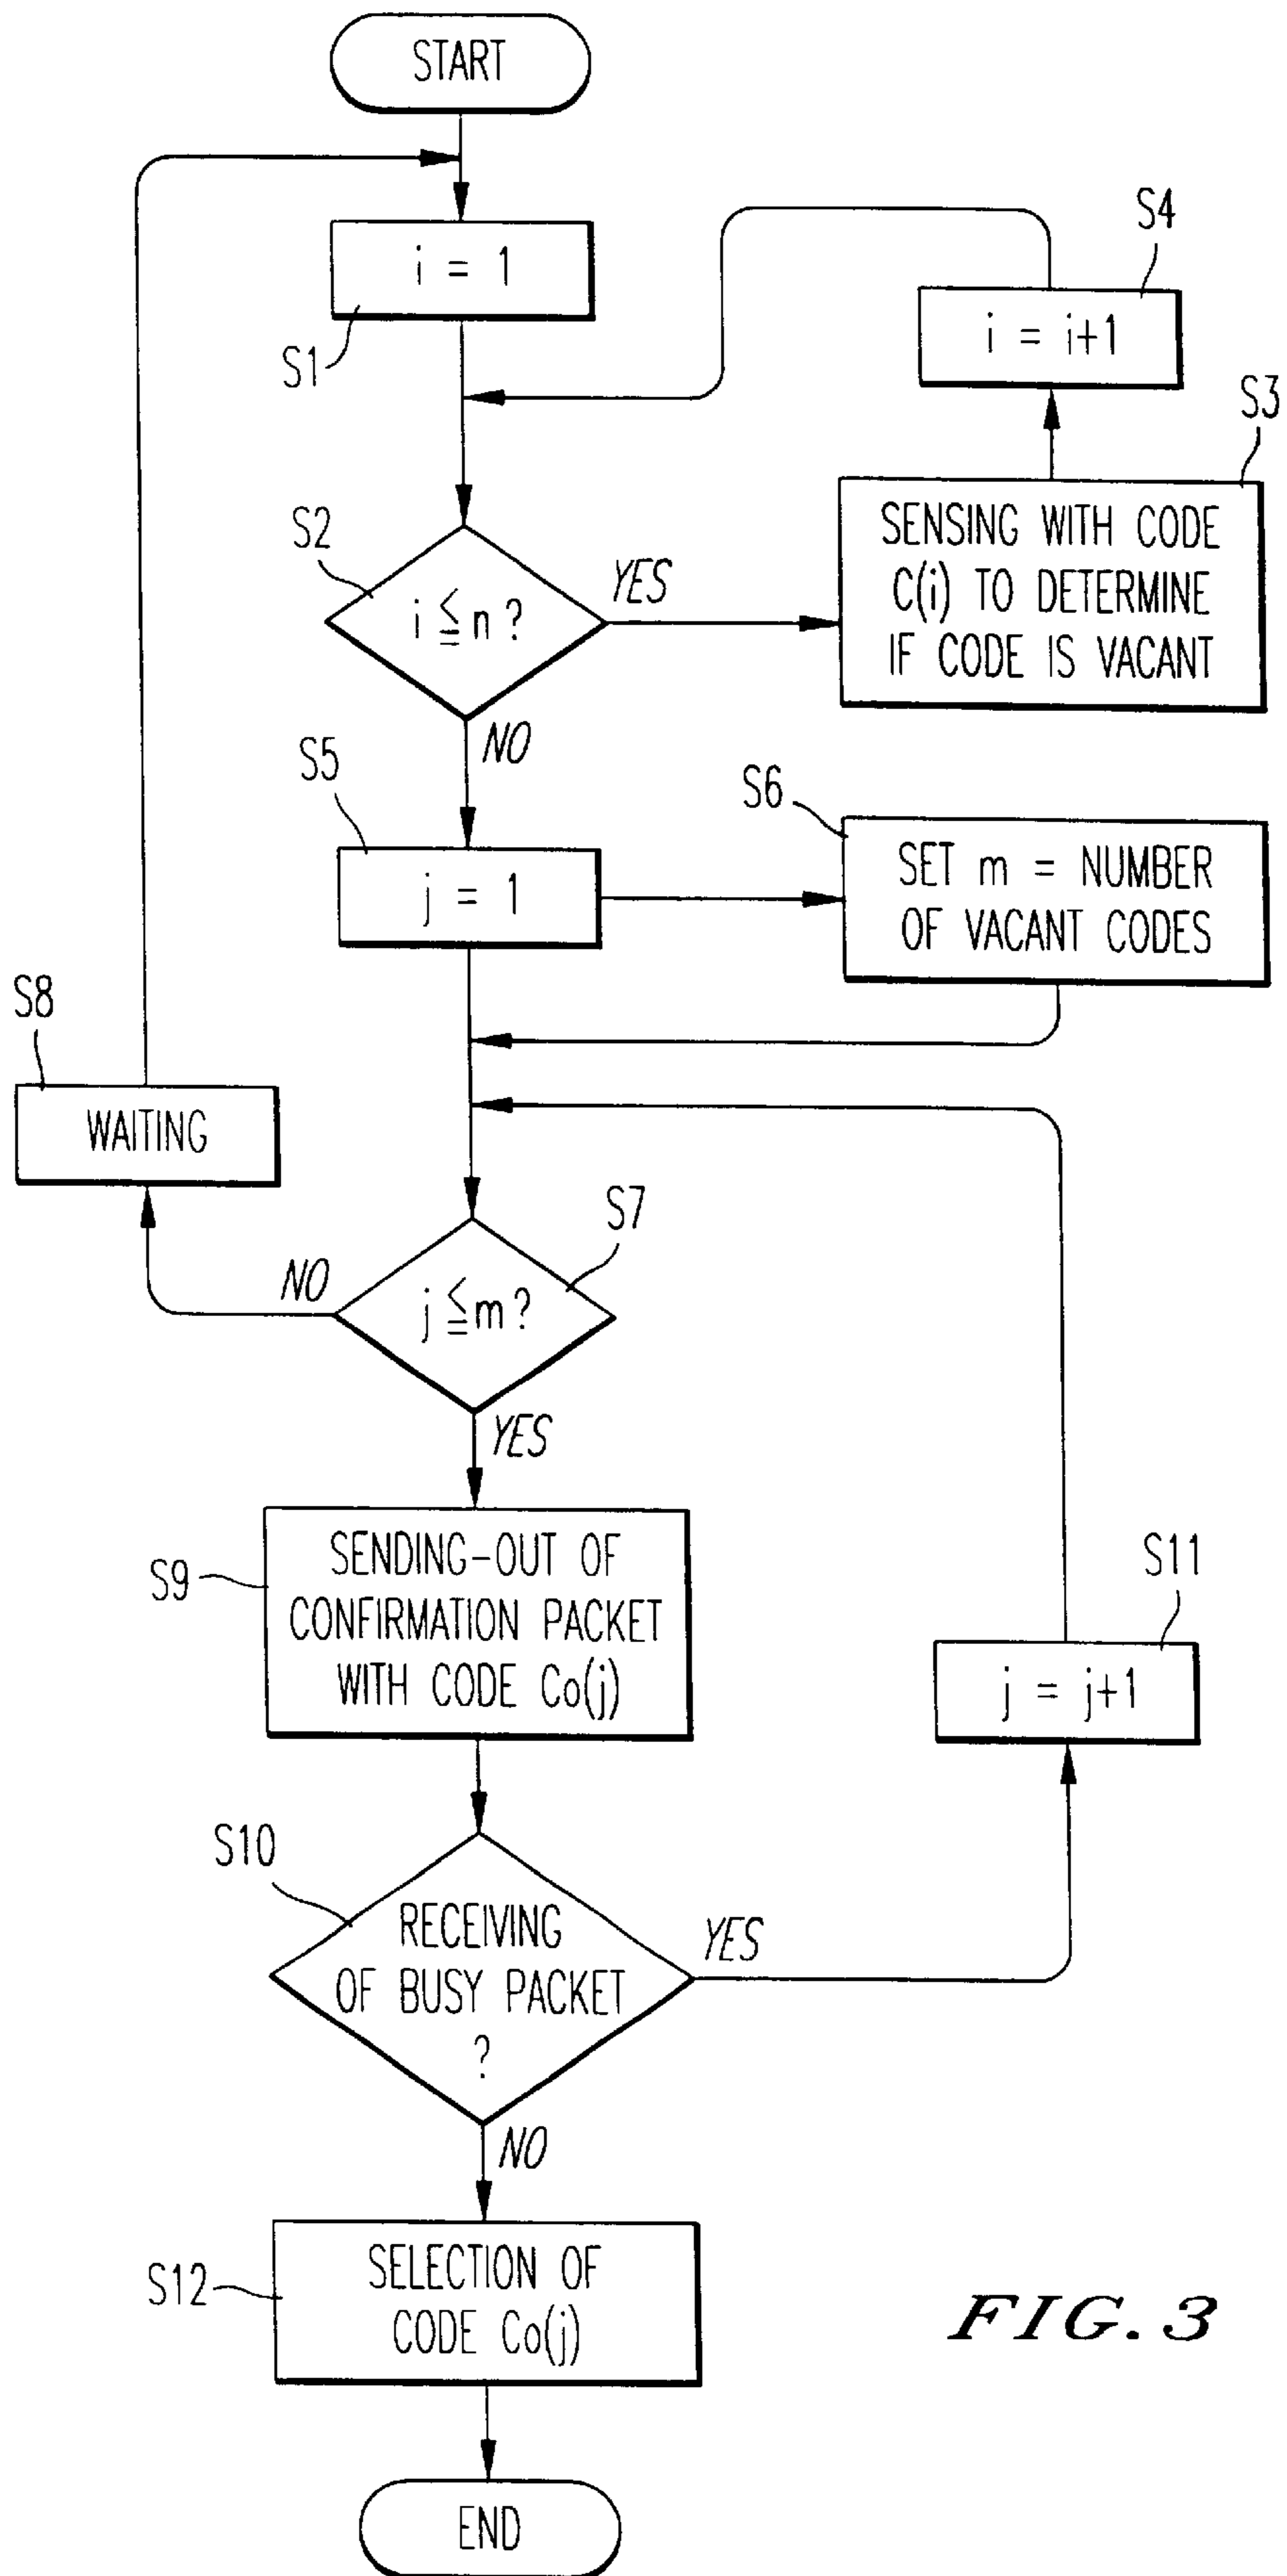 START
i = 1
S1
S4
i = i+1
S3
SENSING WITH CODE
C(i) TO DETERMINE
IF CODE IS VACANT
S2
i ≦ n ?
YES
NO
S5
j = 1
S6
SET m = NUMBER
OF VACANT CODES
S8
WAITING
S7
j ≦ m ?
NO
YES
S9
SENDING-OUT OF
CONFIRMATION PACKET
WITH CODE Co(j)
S11
j = j+1
S10
RECEIVING
OF BUSY PACKET
?
YES
NO
S12
SELECTION OF
CODE Co(j)
FIG. 3
END